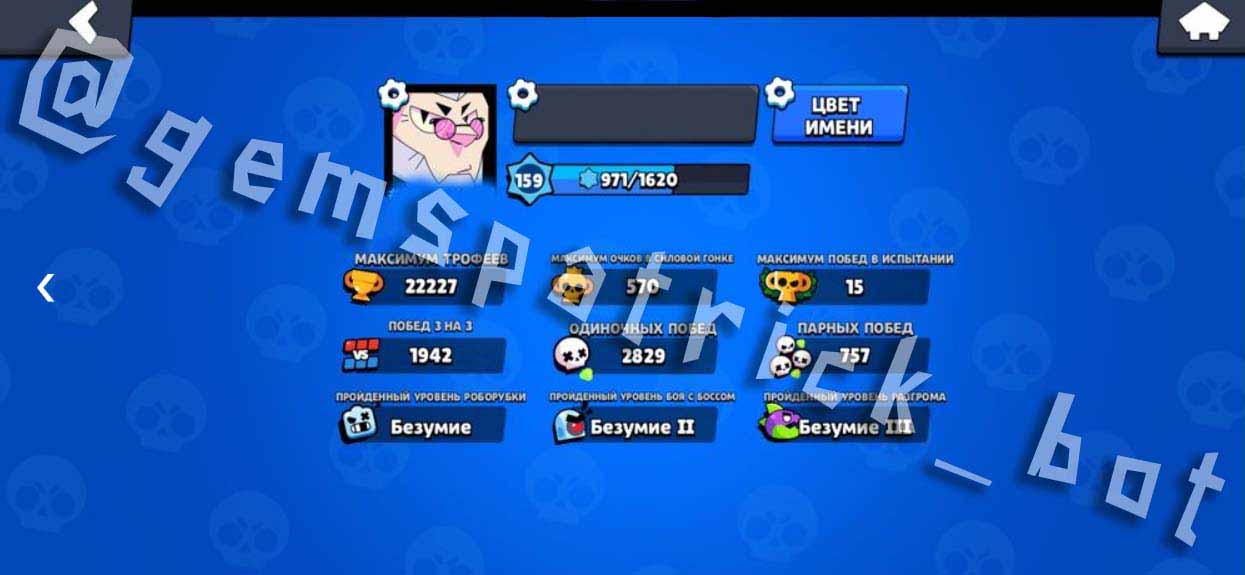 @gemspatrick_bot
ЦВЕТ
ИМЕНИ
159
971/1620
МАКСИМУМ ТРОФЕЕВ
22227
МАКСИМУМ ОЧКОВ В СИЛОВОЙ ГОНКЕ
570
МАКСИМУМ ПОБЕД В ИСПЫТАНИИ
15
ПОБЕД 3 НА 3
VS
1942
ОДИНОЧНЫХ ПОБЕД
2829
ПАРНЫХ ПОБЕД
757
ПРОЙДЕННЫЙ УРОВЕНЬ РОБОРУБКИ
Безумие
ПРОЙДЕННЫЙ УРОВЕНЬ БОЯ С БОССОМ
Безумие II
ПРОЙДЕННЫЙ УРОВЕНЬ РАЗГРОМА
Безумие III